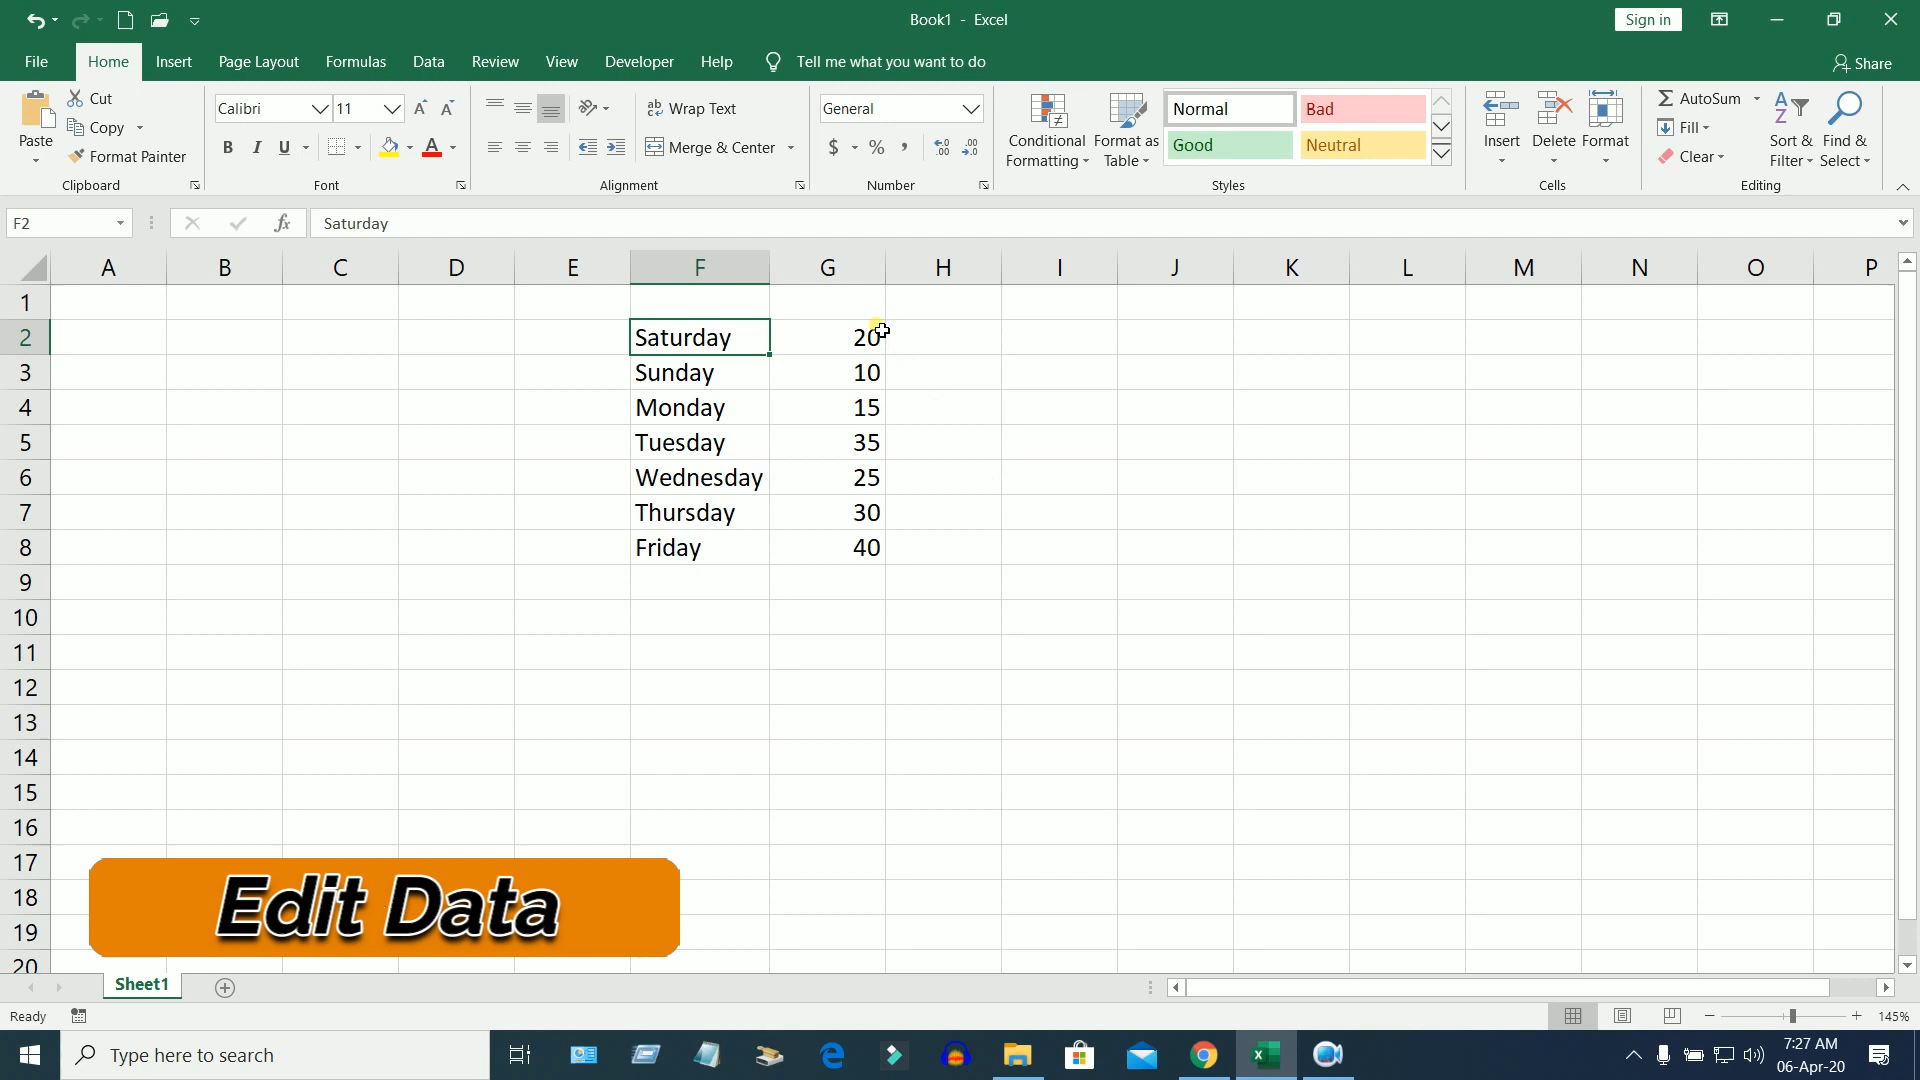 Book1 - Excel
Sign in
File Home Insert Page Layout Formulas Data Review View Developer Help Tell me what you want to do
Share
Paste
Cut
Copy
Format Painter
Clipboard
Calibri 11
B I U A
Font
ab Wrap Text
Merge & Center
Alignment
General
$ % ,
Number
Conditional Formatting
Format as Table
Normal Bad
Good Neutral
Styles
Insert Delete Format
Cells
AutoSum
Fill
Clear
Sort & Filter
Find & Select
Editing
F2 fx Saturday
A B C D E F G H I J K L M N O P
1
2 Saturday 20
3 Sunday 10
4 Monday 15
5 Tuesday 35
6 Wednesday 25
7 Thursday 30
8 Friday 40
9
10
11
12
13
14
15
16
17
18
19
20
Edit Data
Sheet1
Ready
145%
Type here to search
7:27 AM
06-Apr-20